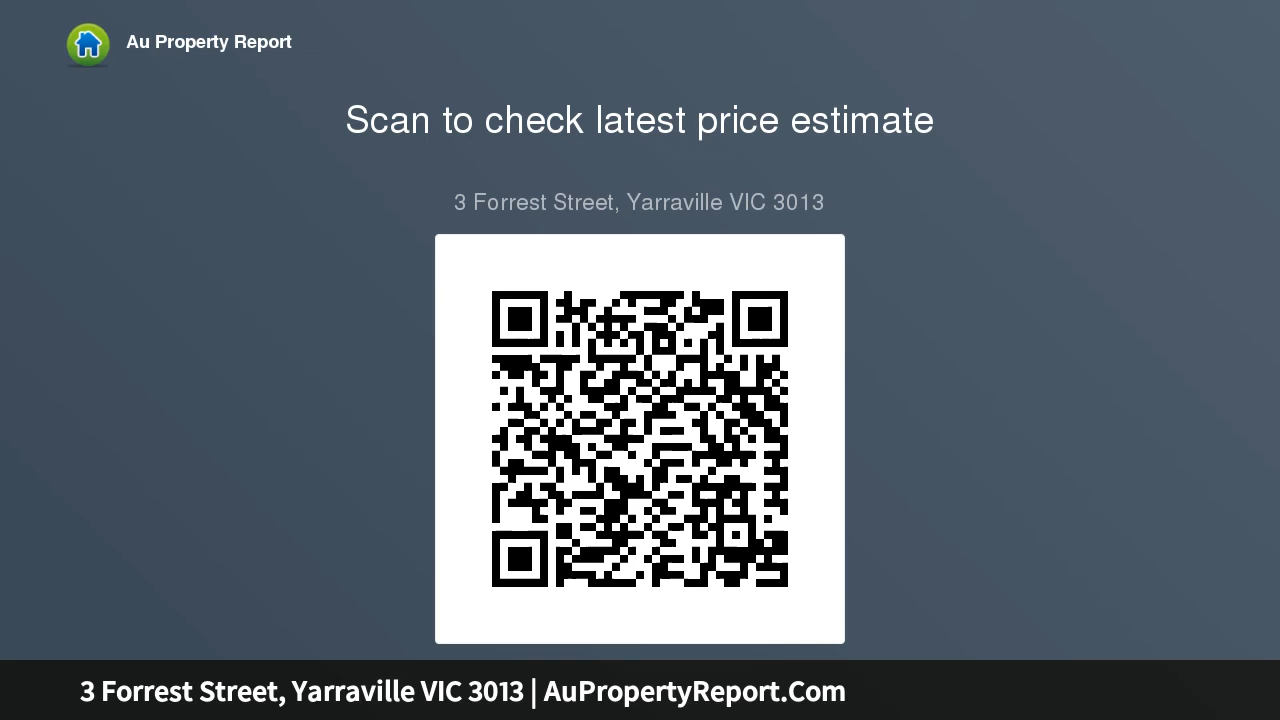 Au Property Report
Scan to check latest price estimate
3 Forrest Street, Yarraville VIC 3013
3 Forrest Street, Yarraville VIC 3013 | AuPropertyReport.Com